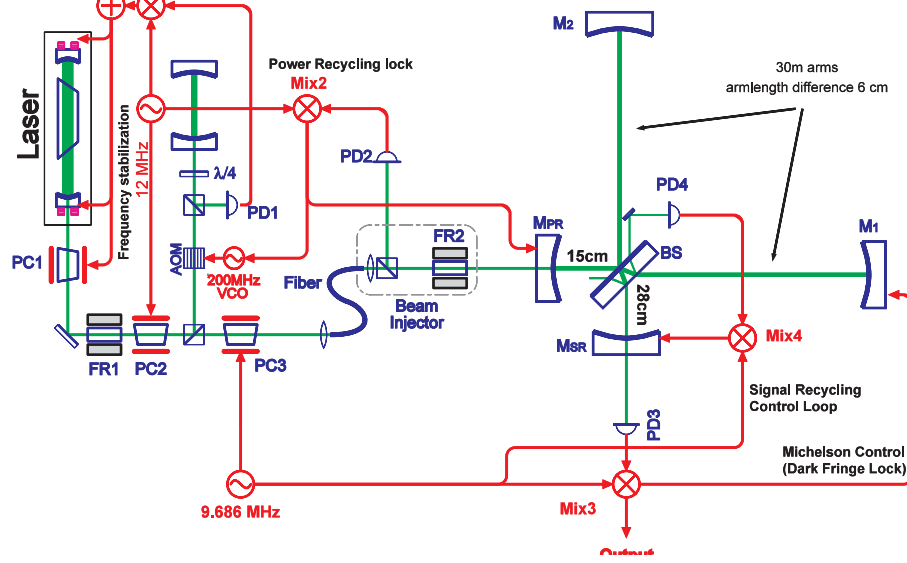 M2
30m arms
armlength difference 6 cm
Power Recycling lock
Mix2
Laser
Frequency stabilization
12 MHz
PD2
λ/4
PD1
PD4
MPR
M1
FR2
15cm
BS
PC1
AOM
200MHz
VCO
Fiber
Beam
Injector
28cm
MSR
Mix4
FR1
PC2
PC3
Signal Recycling
Control Loop
PD3
Michelson Control
(Dark Fringe Lock)
9.686 MHz
Mix3
Output